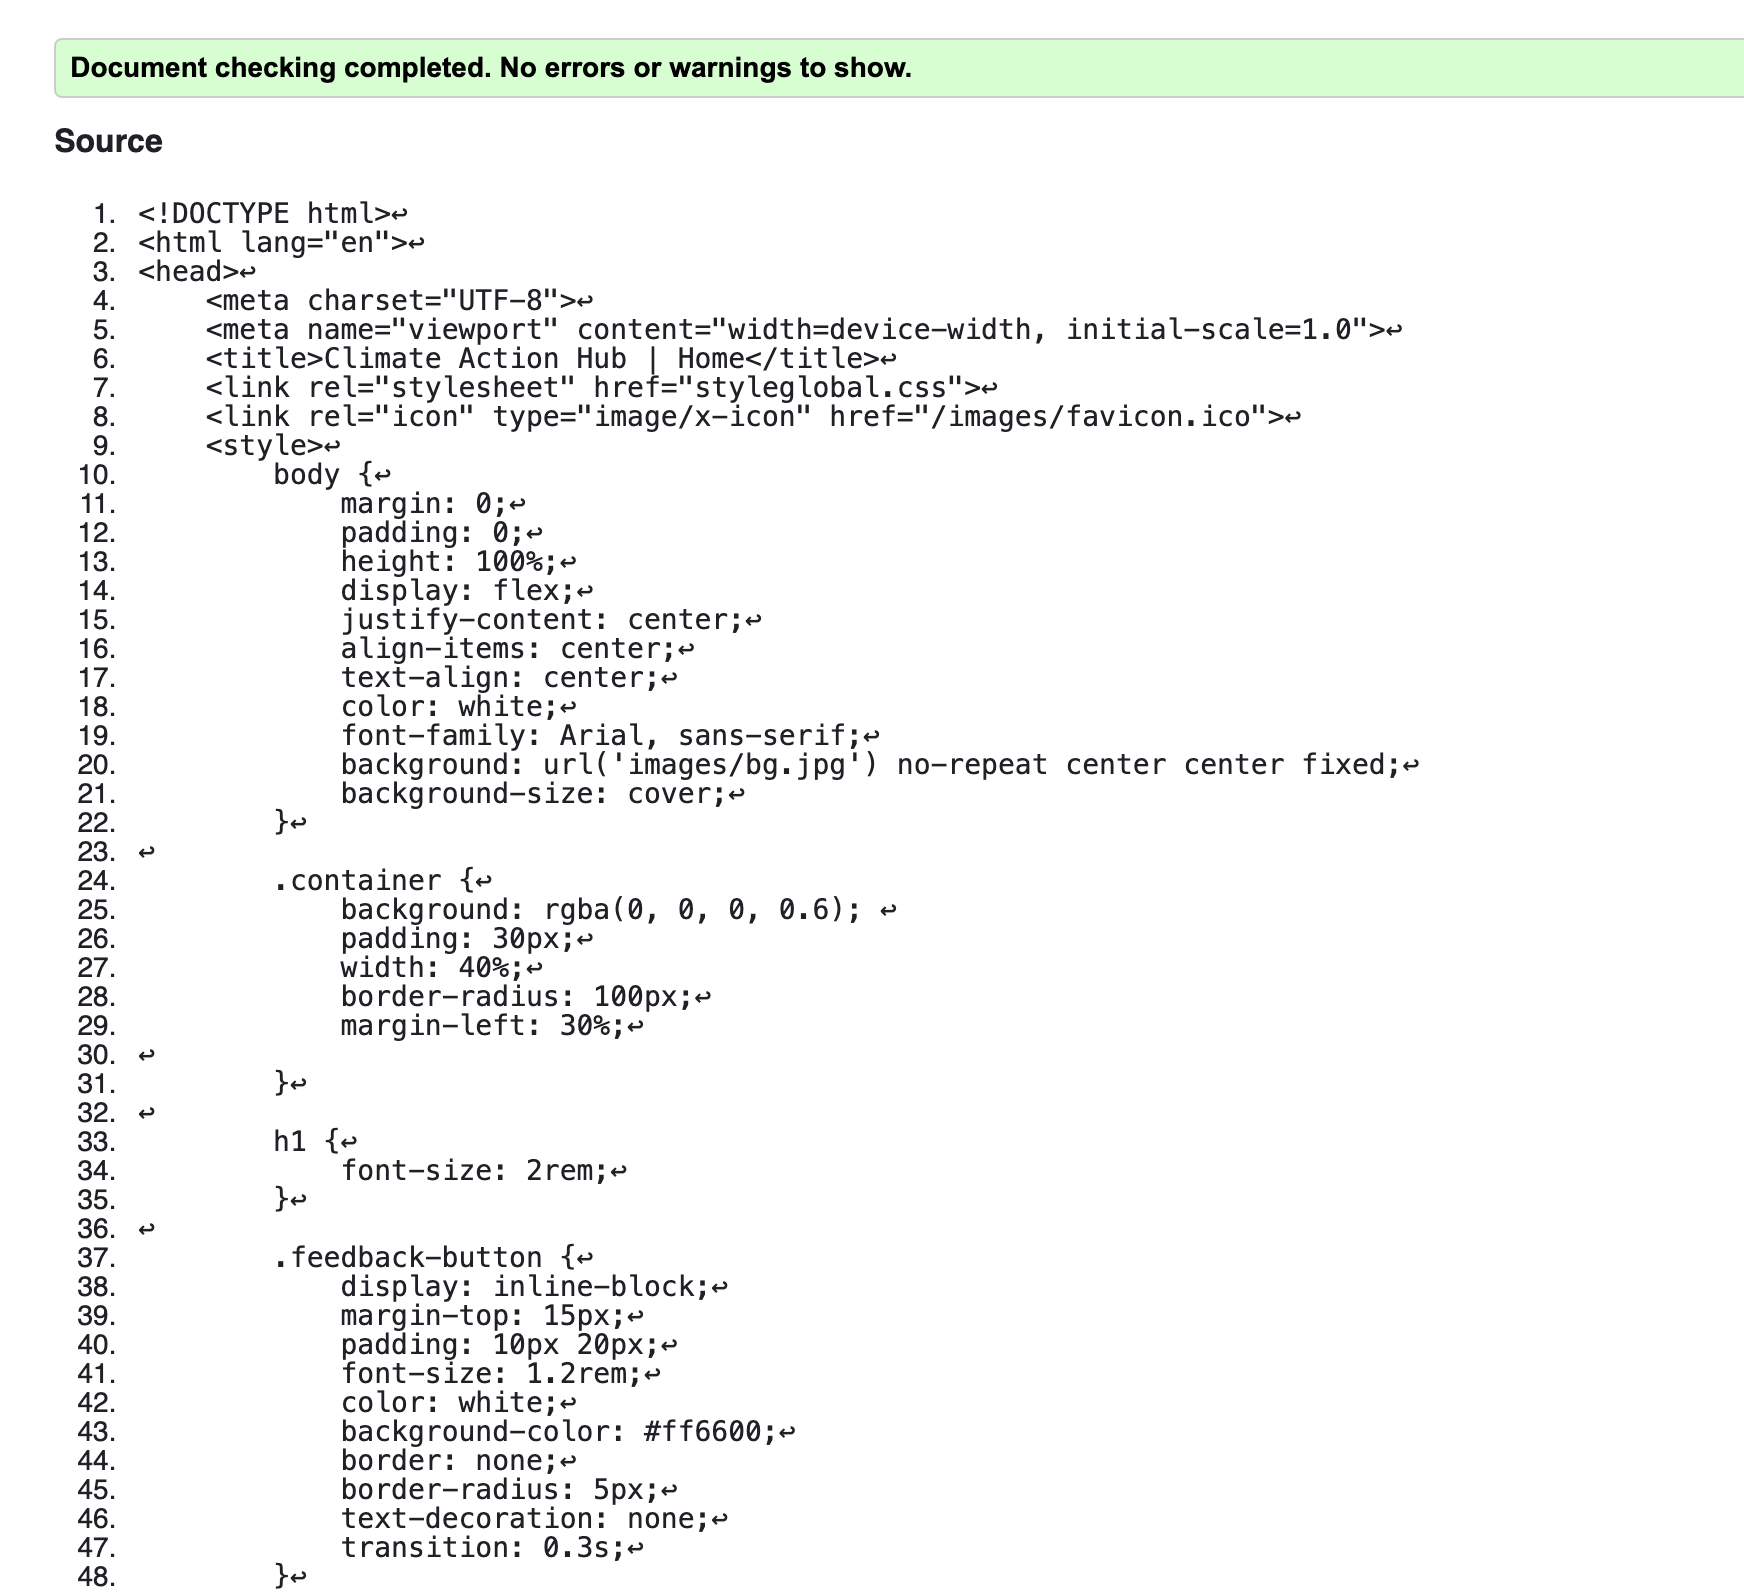 Document checking completed. No errors or warnings to show.
Source
1. <!DOCTYPE html>↩
2. <html lang="en">↩
3. <head>↩
4.     <meta charset="UTF-8">↩
5.     <meta name="viewport" content="width=device-width, initial-scale=1.0">↩
6.     <title>Climate Action Hub | Home</title>↩
7.     <link rel="stylesheet" href="styleglobal.css">↩
8.     <link rel="icon" type="image/x-icon" href="/images/favicon.ico">↩
9.     <style>↩
10.         body {↩
11.             margin: 0;↩
12.             padding: 0;↩
13.             height: 100%;↩
14.             display: flex;↩
15.             justify-content: center;↩
16.             align-items: center;↩
17.             text-align: center;↩
18.             color: white;↩
19.             font-family: Arial, sans-serif;↩
20.             background: url('images/bg.jpg') no-repeat center center fixed;↩
21.             background-size: cover;↩
22.         }↩
23. ↩
24.         .container {↩
25.             background: rgba(0, 0, 0, 0.6); ↩
26.             padding: 30px;↩
27.             width: 40%;↩
28.             border-radius: 100px;↩
29.             margin-left: 30%;↩
30. ↩
31.         }↩
32. ↩
33.         h1 {↩
34.             font-size: 2rem;↩
35.         }↩
36. ↩
37.         .feedback-button {↩
38.             display: inline-block;↩
39.             margin-top: 15px;↩
40.             padding: 10px 20px;↩
41.             font-size: 1.2rem;↩
42.             color: white;↩
43.             background-color: #ff6600;↩
44.             border: none;↩
45.             border-radius: 5px;↩
46.             text-decoration: none;↩
47.             transition: 0.3s;↩
48.         }↩